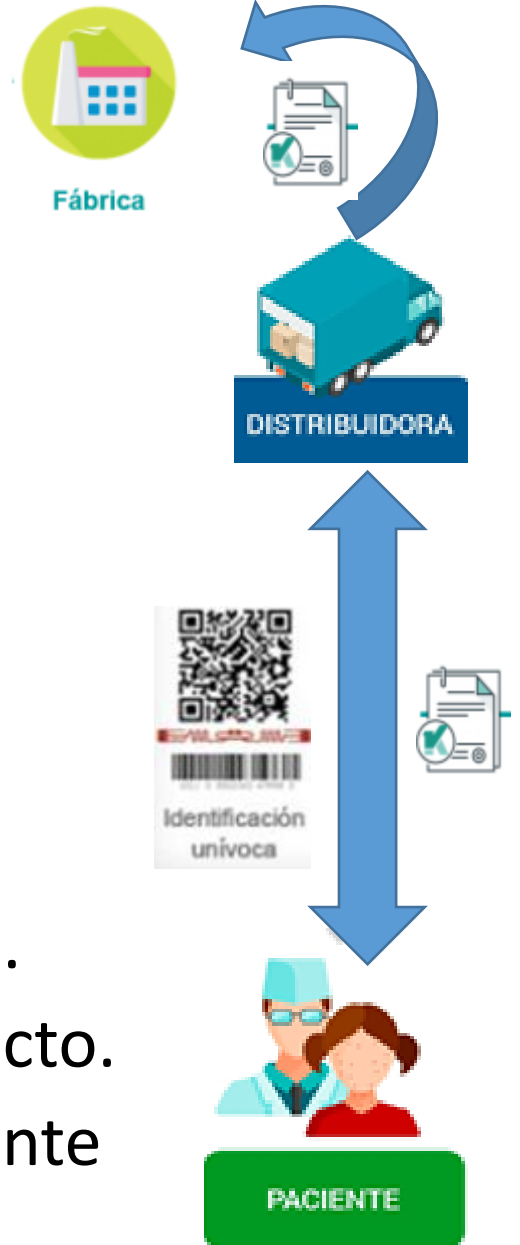 Fábrica
DISTRIBUIDORA
Identificación
unívoca
.
cto.
nte
PACIENTE